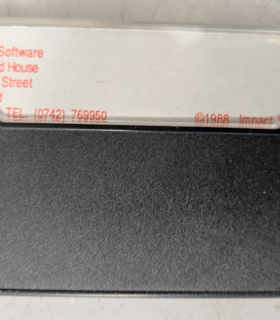 Software
d House
Street
d
TEL (0742) 769950 ©1988 Impact